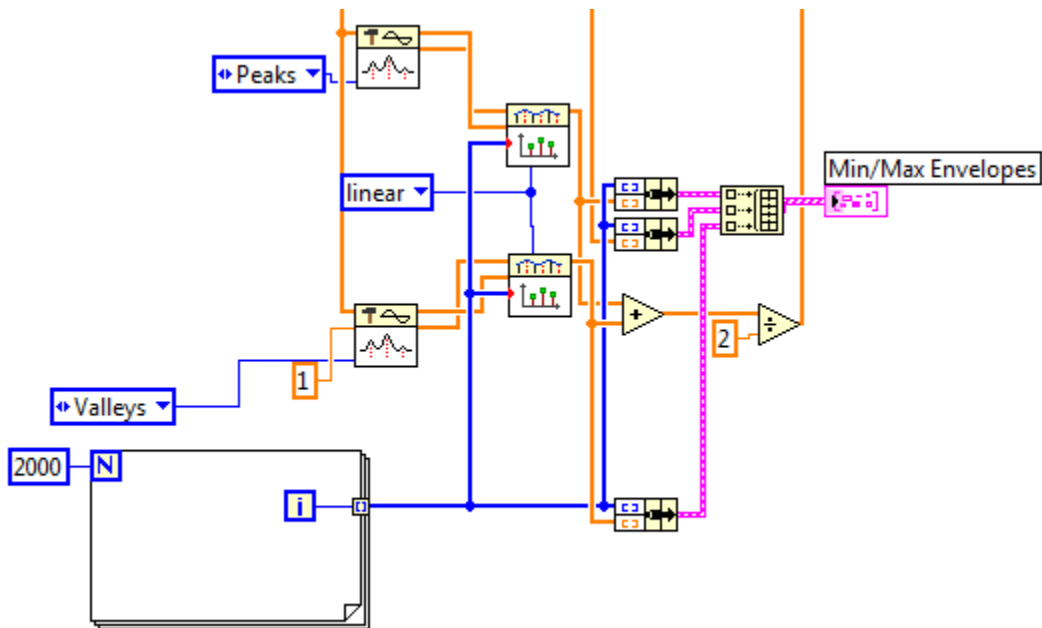 Peaks
linear
Min/Max Envelopes
+
÷
2
1
Valleys
2000
N
i